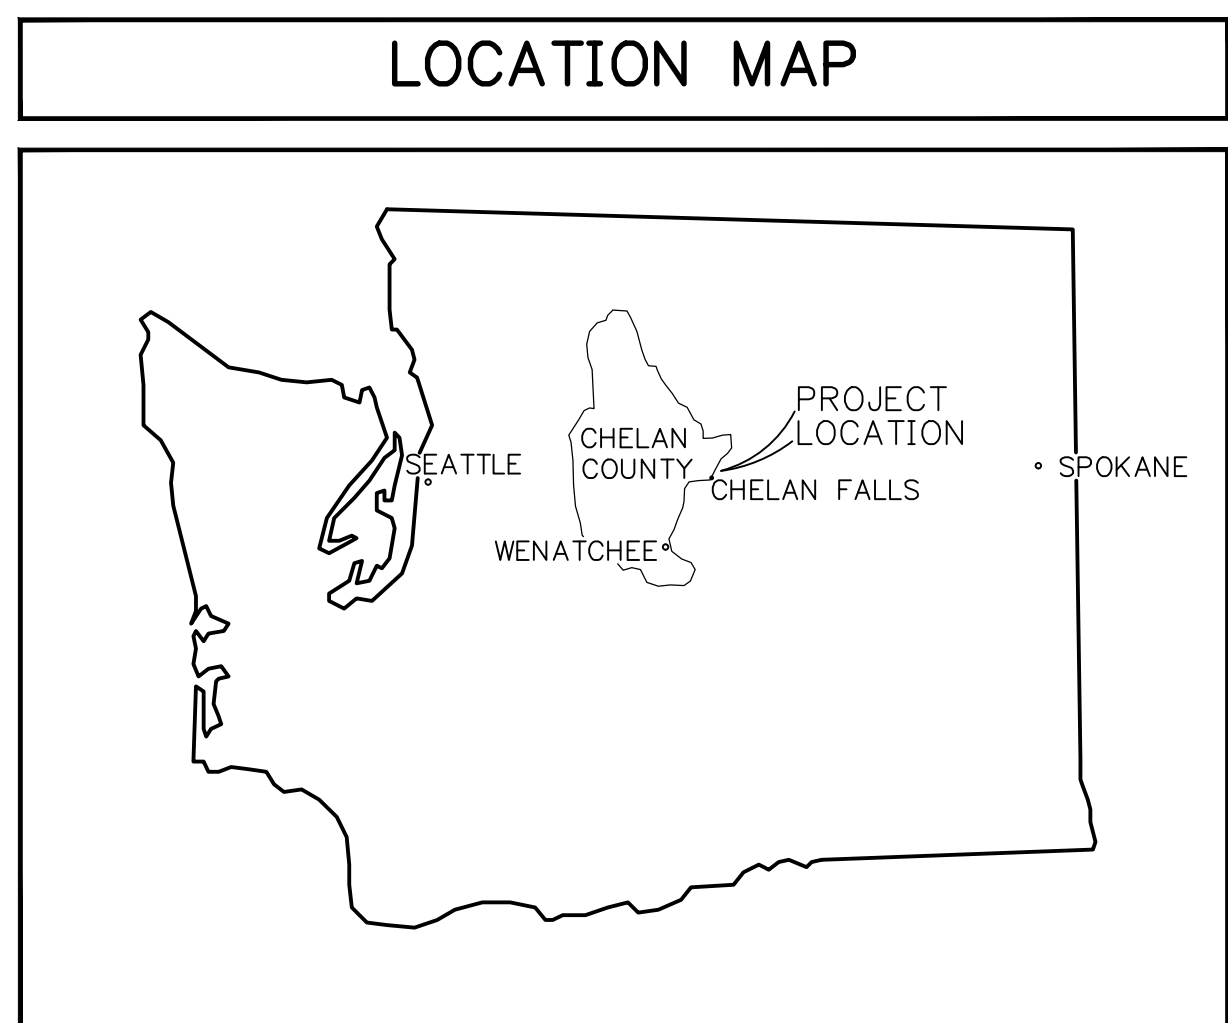 LOCATION MAP
PROJECT
LOCATION
CHELAN
COUNTY
SEATTLE
SPOKANE
CHELAN FALLS
WENATCHEE